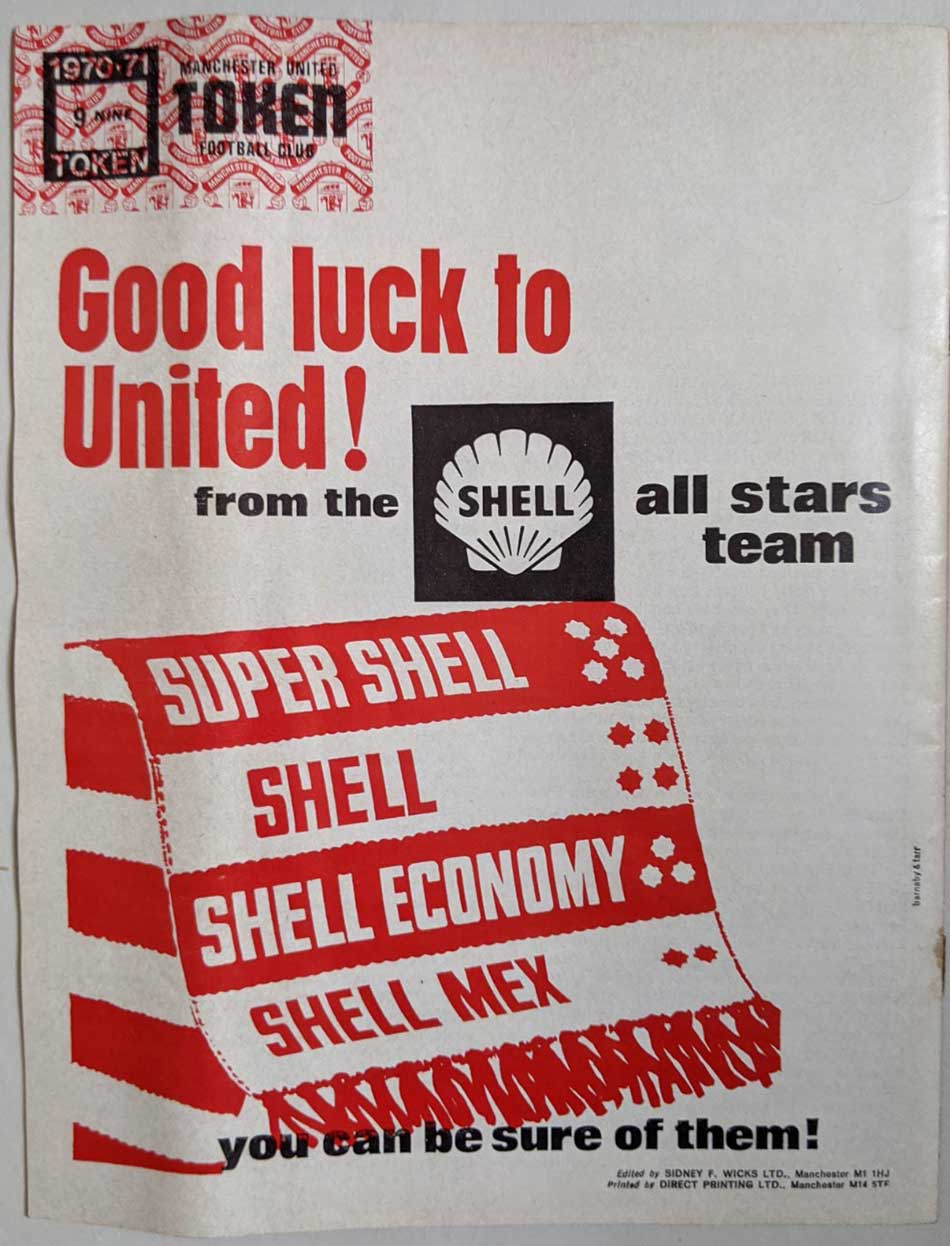 1970-71
9 NINE
TOKEN
MANCHESTER UNITED
TOKEN
FOOTBALL CLUB
Good luck to
United!
from the
SHELL
all stars
team
SUPER SHELL
SHELL
SHELL ECONOMY
SHELL MEX
you can be sure of them!
barnaby & tarr
Edited by SIDNEY F. WICKS LTD., Manchester M1 1HJ
Printed by DIRECT PRINTING LTD., Manchester M14